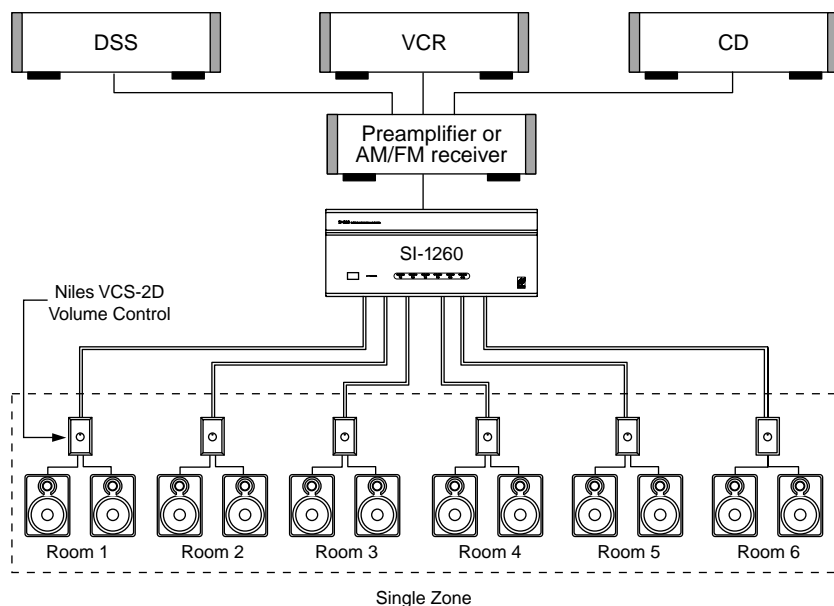 DSS
VCR
CD
Preamplifier or
AM/FM receiver
SI-1260
Niles VCS-2D
Volume Control
Room 1
Room 2
Room 3
Room 4
Room 5
Room 6
Single Zone